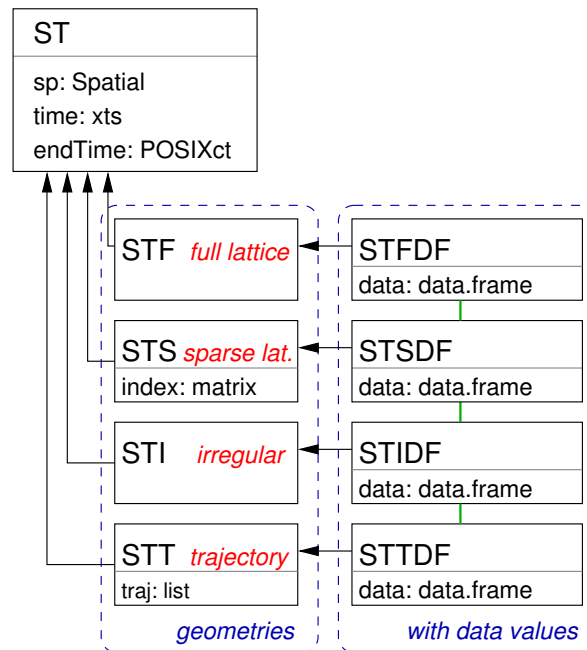 ST
sp: Spatial
time: xts
endTime: POSIXct
STF full lattice
STFDF
data: data.frame
STS sparse lat.
index: matrix
STSDF
data: data.frame
STI irregular
STIDF
data: data.frame
STT trajectory
traj: list
STTDF
data: data.frame
geometries
with data values